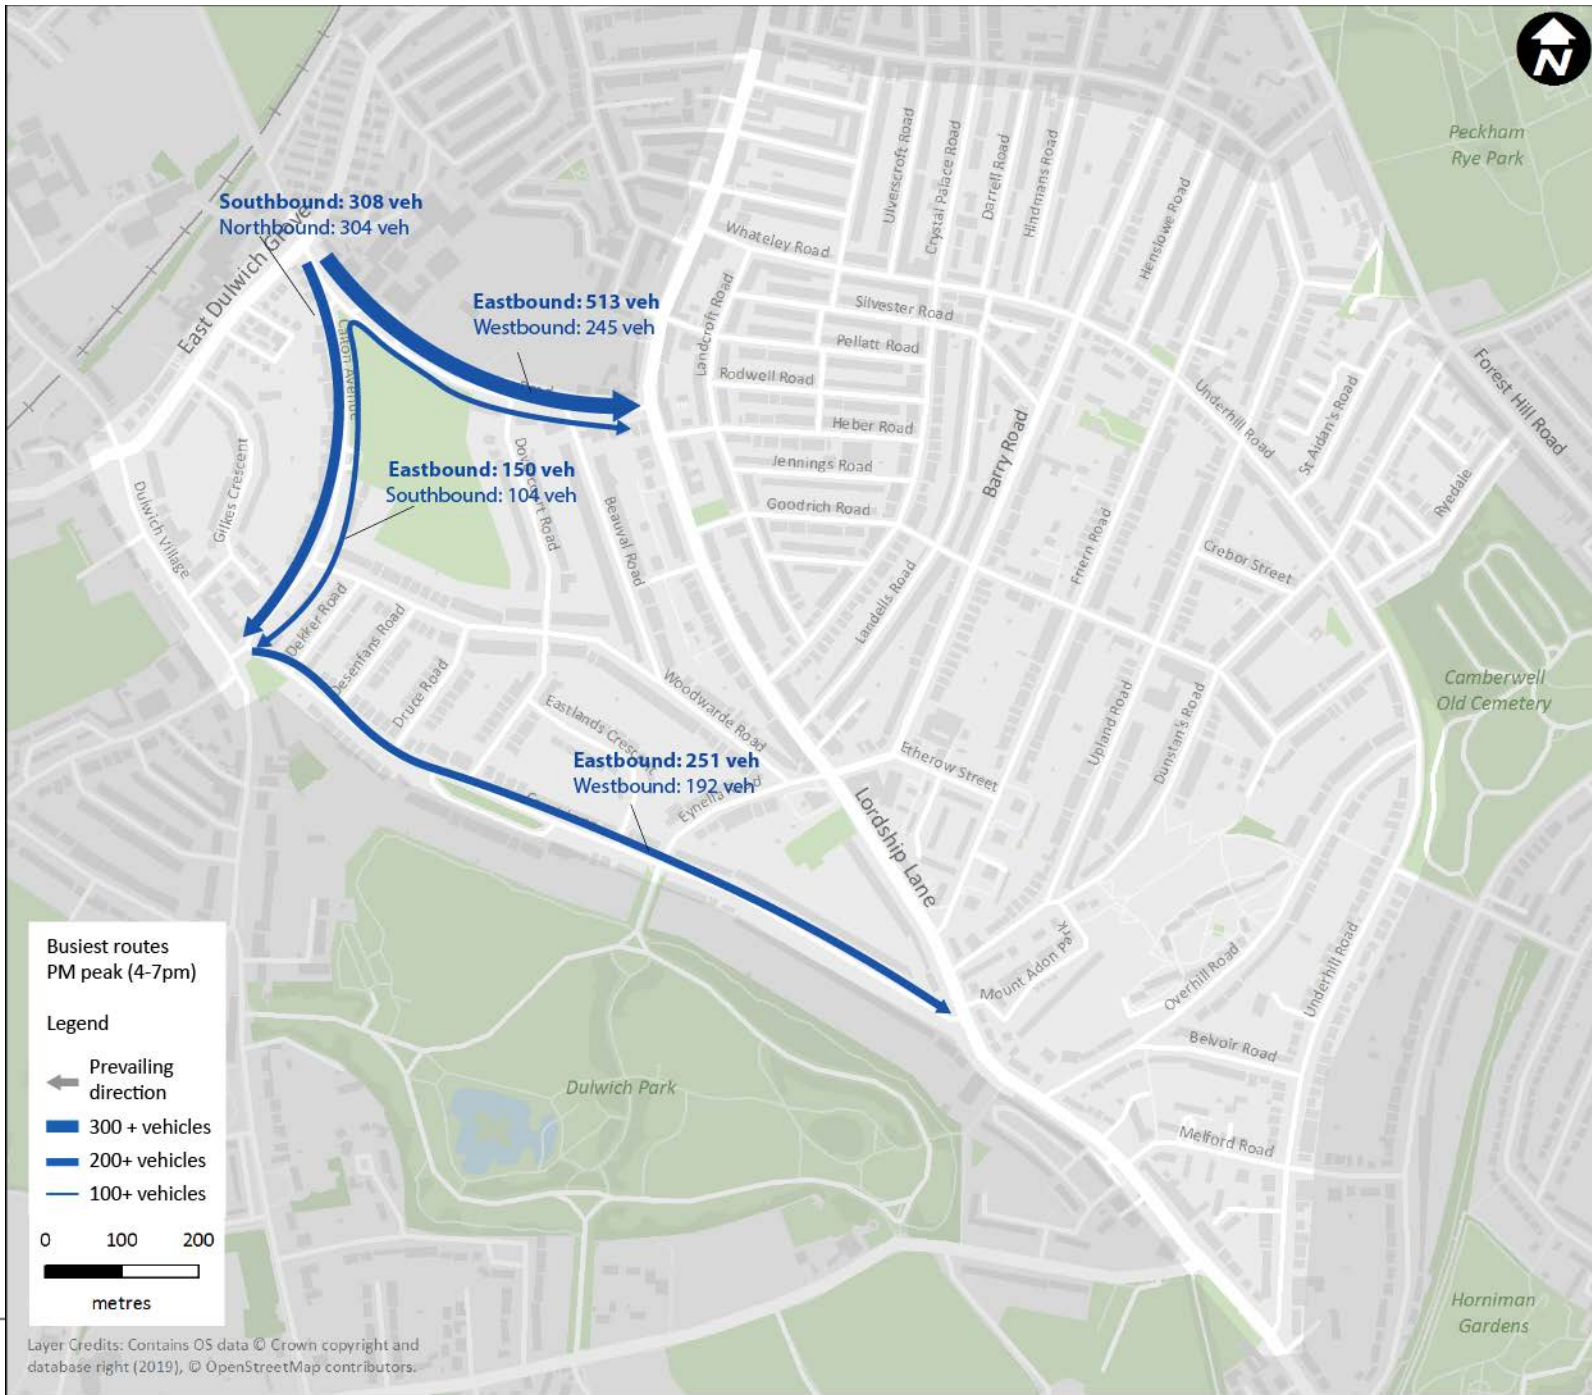 N
Peckham
Rye Park
Southbound: 308 veh
Northbound: 304 veh
East Dulwich Grove
Eastbound: 513 veh
Westbound: 245 veh
Calton Avenue
Road
Ulverscroft Road
Crystal Palace Road
Darrell Road
Hindmans Road
Henslowe Road
Whateley Road
Silvester Road
Landcroft Road
Pellatt Road
Rodwell Road
Heber Road
Jennings Road
Goodrich Road
Barry Road
Underhill Road
St Aidan's Road
Forest Hill Road
Ryedale
Eastbound: 150 veh
Southbound: 104 veh
Dovercourt Road
Beauval Road
Dulwich Village
Gilkes Crescent
Friern Road
Crebor Street
Landells Road
Dekker Road
Desenfans Road
Druce Road
Woodwarde Road
Eastlands Crescent
Eastbound: 251 veh
Westbound: 192 veh
Eynella Road
Etherow Street
Upland Road
Dunstan's Road
Camberwell
Old Cemetery
Lordship Lane
Mount Adon Park
Overhill Road
Underhill Road
Belvoir Road
Melford Road
Dulwich Park
Horniman
Gardens
Busiest routes
PM peak (4-7pm)
Legend
Prevailing
direction
300 + vehicles
200+ vehicles
100+ vehicles
0 100 200
metres
Layer Credits: Contains OS data © Crown copyright and
database right (2019), © OpenStreetMap contributors.